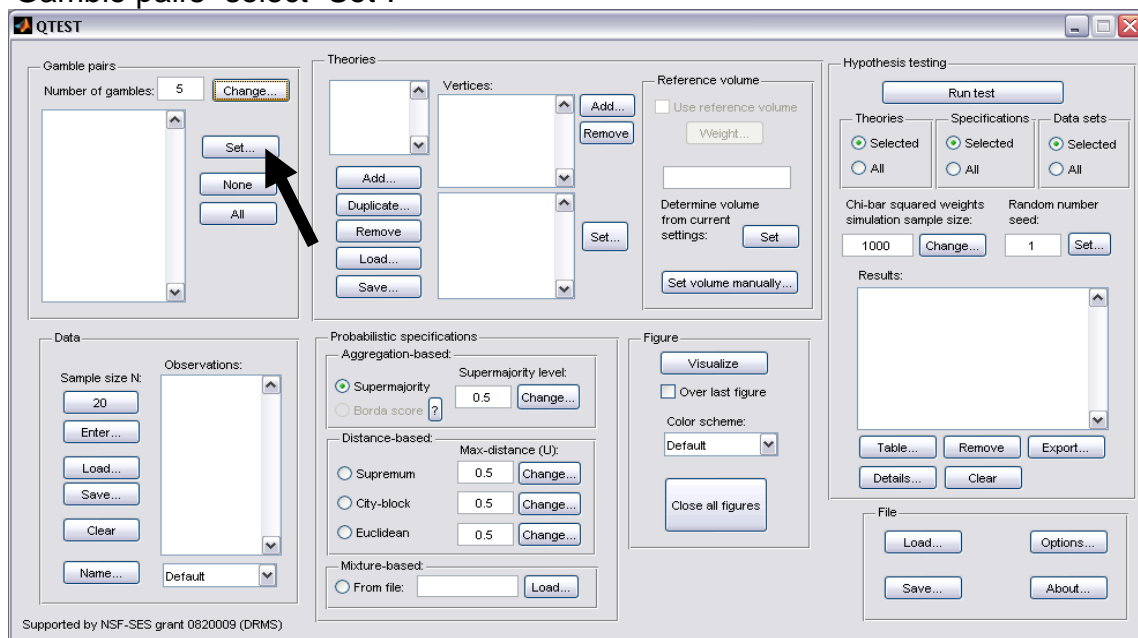 Gamble pairs" select "Set".
QTEST
Gamble pairs
Number of gambles: 5 Change...
Set...
None
All
Theories
Vertices:
Add...
Remove
Add...
Duplicate...
Remove
Load...
Save...
Set...
Reference volume
Use reference volume
Weight...
Determine volume
from current
settings: Set
Set volume manually...
Hypothesis testing
Run test
Theories
Selected
All
Specifications
Selected
All
Data sets
Selected
All
Chi-bar squared weights
simulation sample size:
1000 Change...
Random number
seed:
1 Set...
Results:
Table... Remove Export...
Details... Clear
Data
Sample size N:
20
Enter...
Load...
Save...
Clear
Name...
Observations:
Default
Probabilistic specifications
Aggregation-based:
Supermajority level:
Supermajority 0.5 Change...
Borda score ?
Distance-based:
Max-distance (U):
Supremum 0.5 Change...
City-block 0.5 Change...
Euclidean 0.5 Change...
Mixture-based:
From file: Load...
Figure
Visualize
Over last figure
Color scheme:
Default
Close all figures
File
Load... Options...
Save... About...
Supported by NSF-SES grant 0820009 (DRMS)